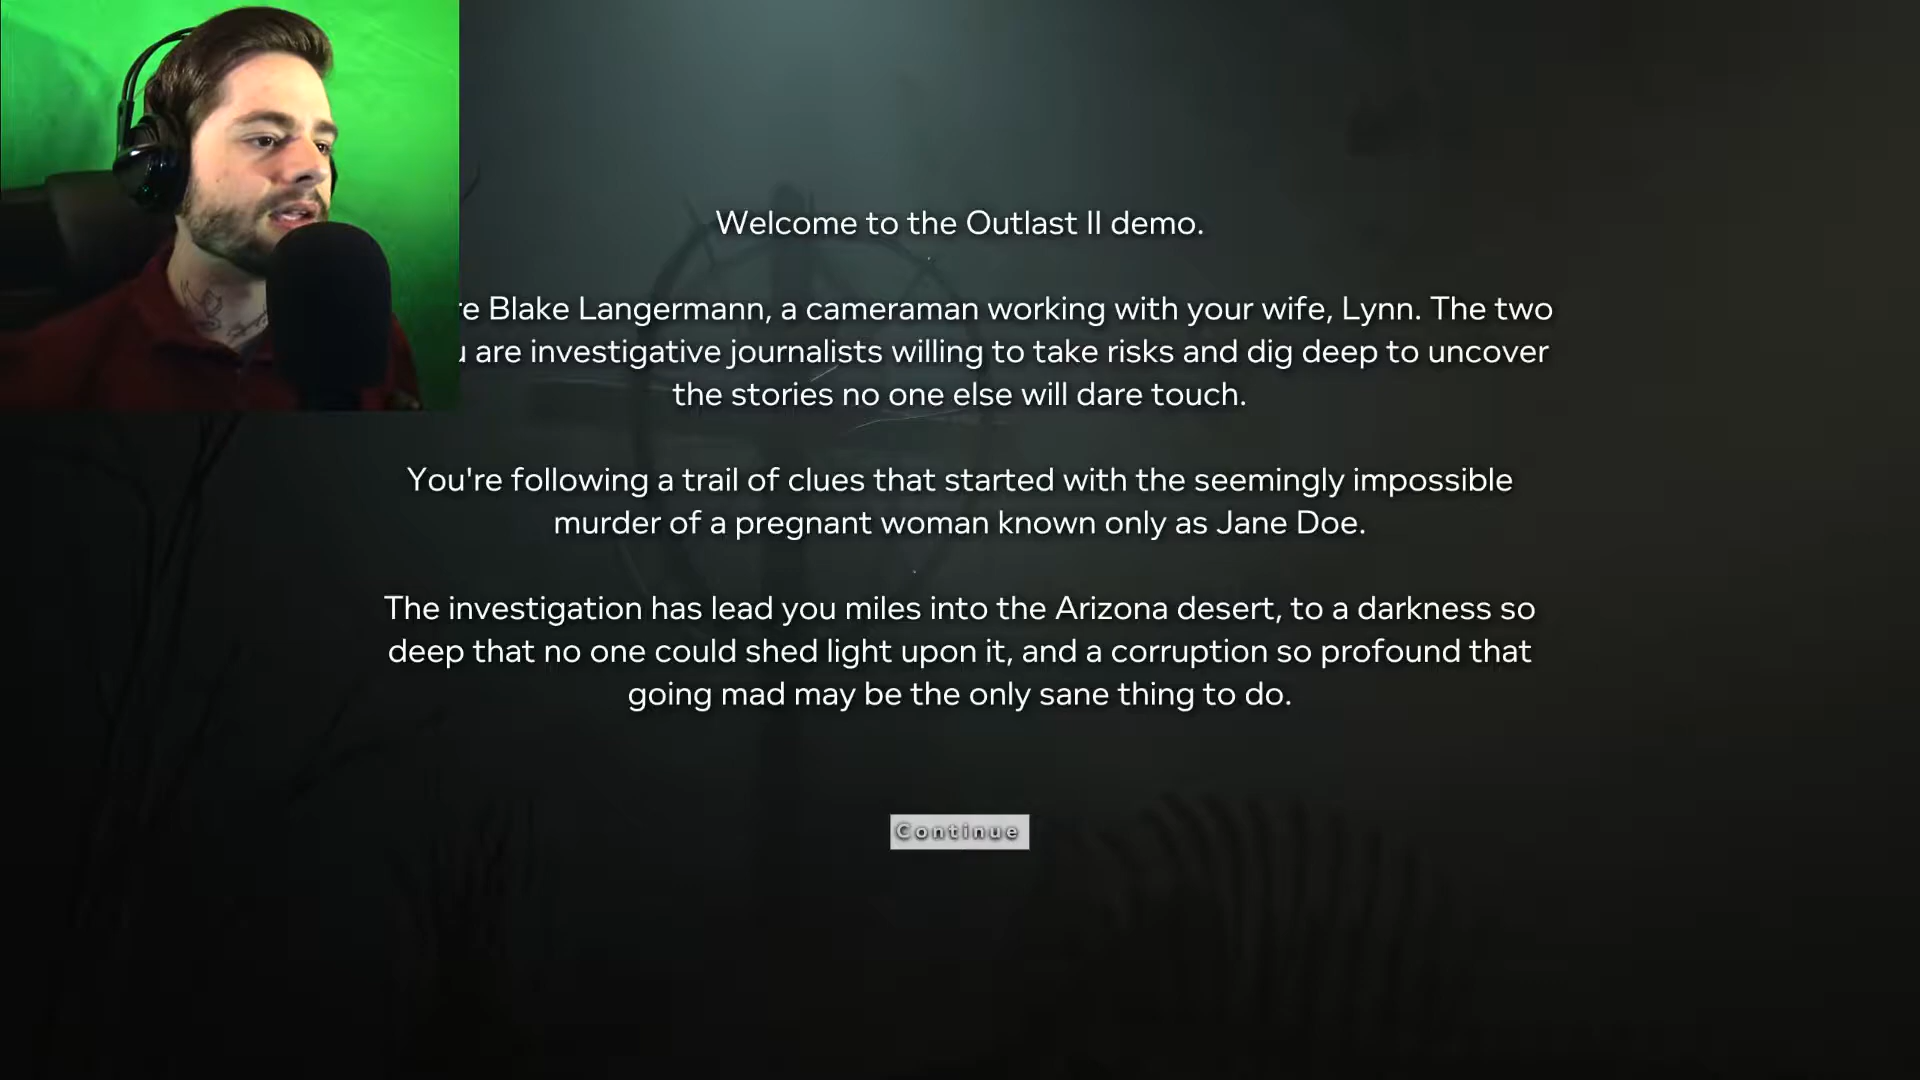 Welcome to the Outlast II demo.
Blake Langermann, a cameraman working with your wife, Lynn. The two
are investigative journalists willing to take risks and dig deep to uncover
the stories no one else will dare touch.
You're following a trail of clues that started with the seemingly impossible
murder of a pregnant woman known only as Jane Doe.
The investigation has lead you miles into the Arizona desert, to a darkness so
deep that no one could shed light upon it, and a corruption so profound that
going mad may be the only sane thing to do.
Continue